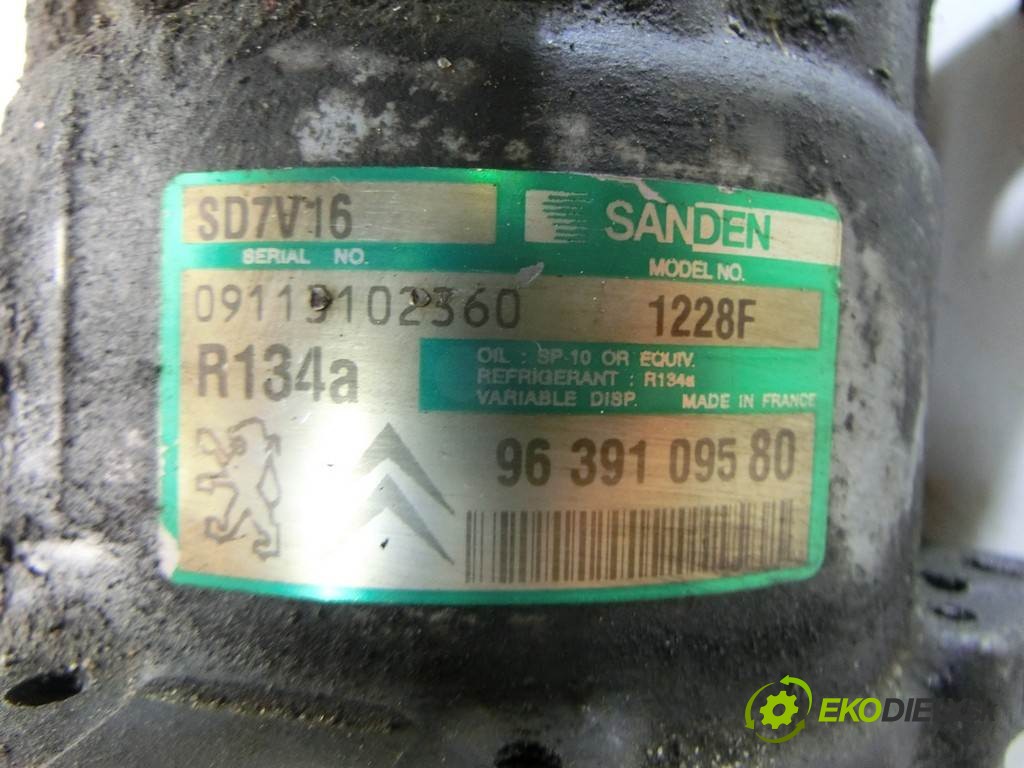 SD7V16
SANDEN
SERIAL NO.
MODEL NO.
09119102360
1228F
R134a
OIL : SP-10 OR EQUIV.
REFRIGERANT : R134a
VARIABLE DISP. MADE IN FRANCE
96 391 095 80